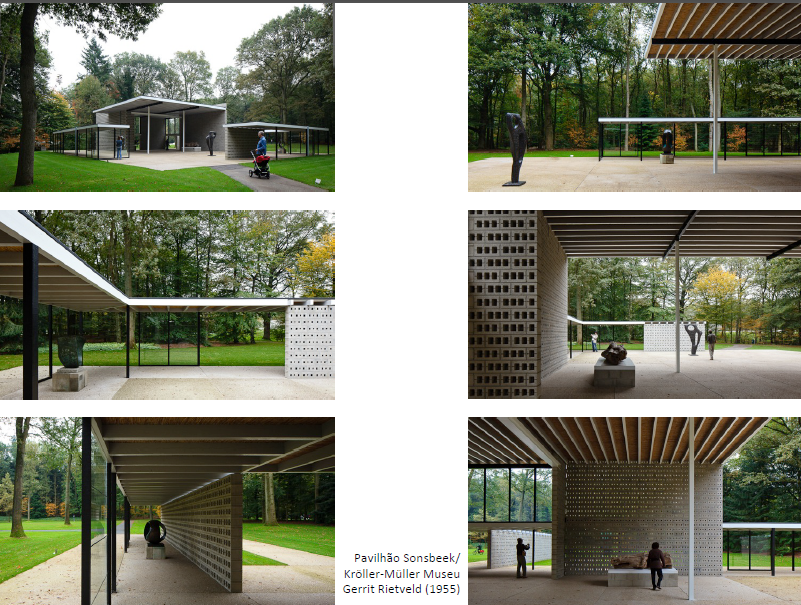 Pavilhão Sonsbeek/
Kröller-Müller Museu
Gerrit Rietveld (1955)